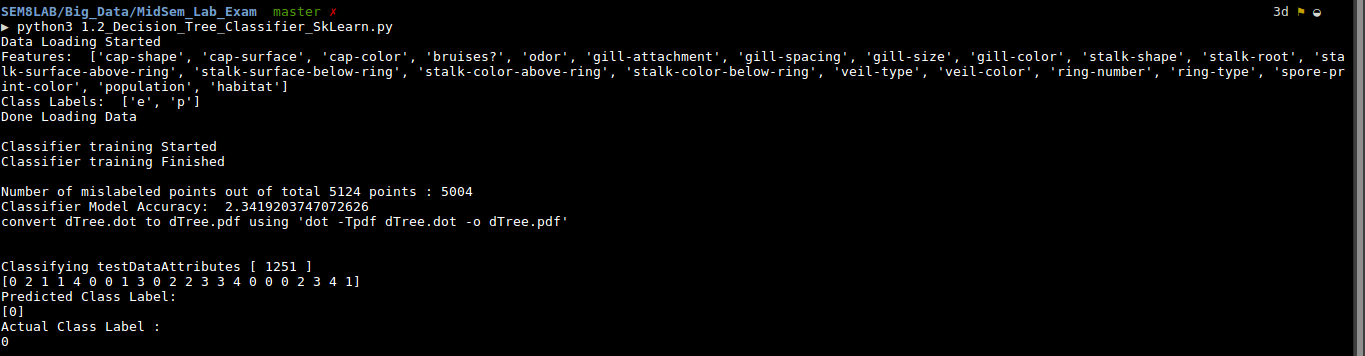 SEM8LAB/Big_Data/MidSem_Lab_Exam master ✗ 3d ⚑ ◒
▶ python3 1.2_Decision_Tree_Classifier_SkLearn.py
Data Loading Started
Features:  ['cap-shape', 'cap-surface', 'cap-color', 'bruises?', 'odor', 'gill-attachment', 'gill-spacing', 'gill-size', 'gill-color', 'stalk-shape', 'stalk-root', 'sta
lk-surface-above-ring', 'stalk-surface-below-ring', 'stalk-color-above-ring', 'stalk-color-below-ring', 'veil-type', 'veil-color', 'ring-number', 'ring-type', 'spore-pr
int-color', 'population', 'habitat']
Class Labels:  ['e', 'p']
Done Loading Data
Classifier training Started
Classifier training Finished
Number of mislabeled points out of total 5124 points : 5004
Classifier Model Accuracy:  2.3419203747072626
convert dTree.dot to dTree.pdf using 'dot -Tpdf dTree.dot -o dTree.pdf'
Classifying testDataAttributes [ 1251 ]
[0 2 1 1 4 0 0 1 3 0 2 2 3 3 4 0 0 0 2 3 4 1]
Predicted Class Label:
[0]
Actual Class Label :
0